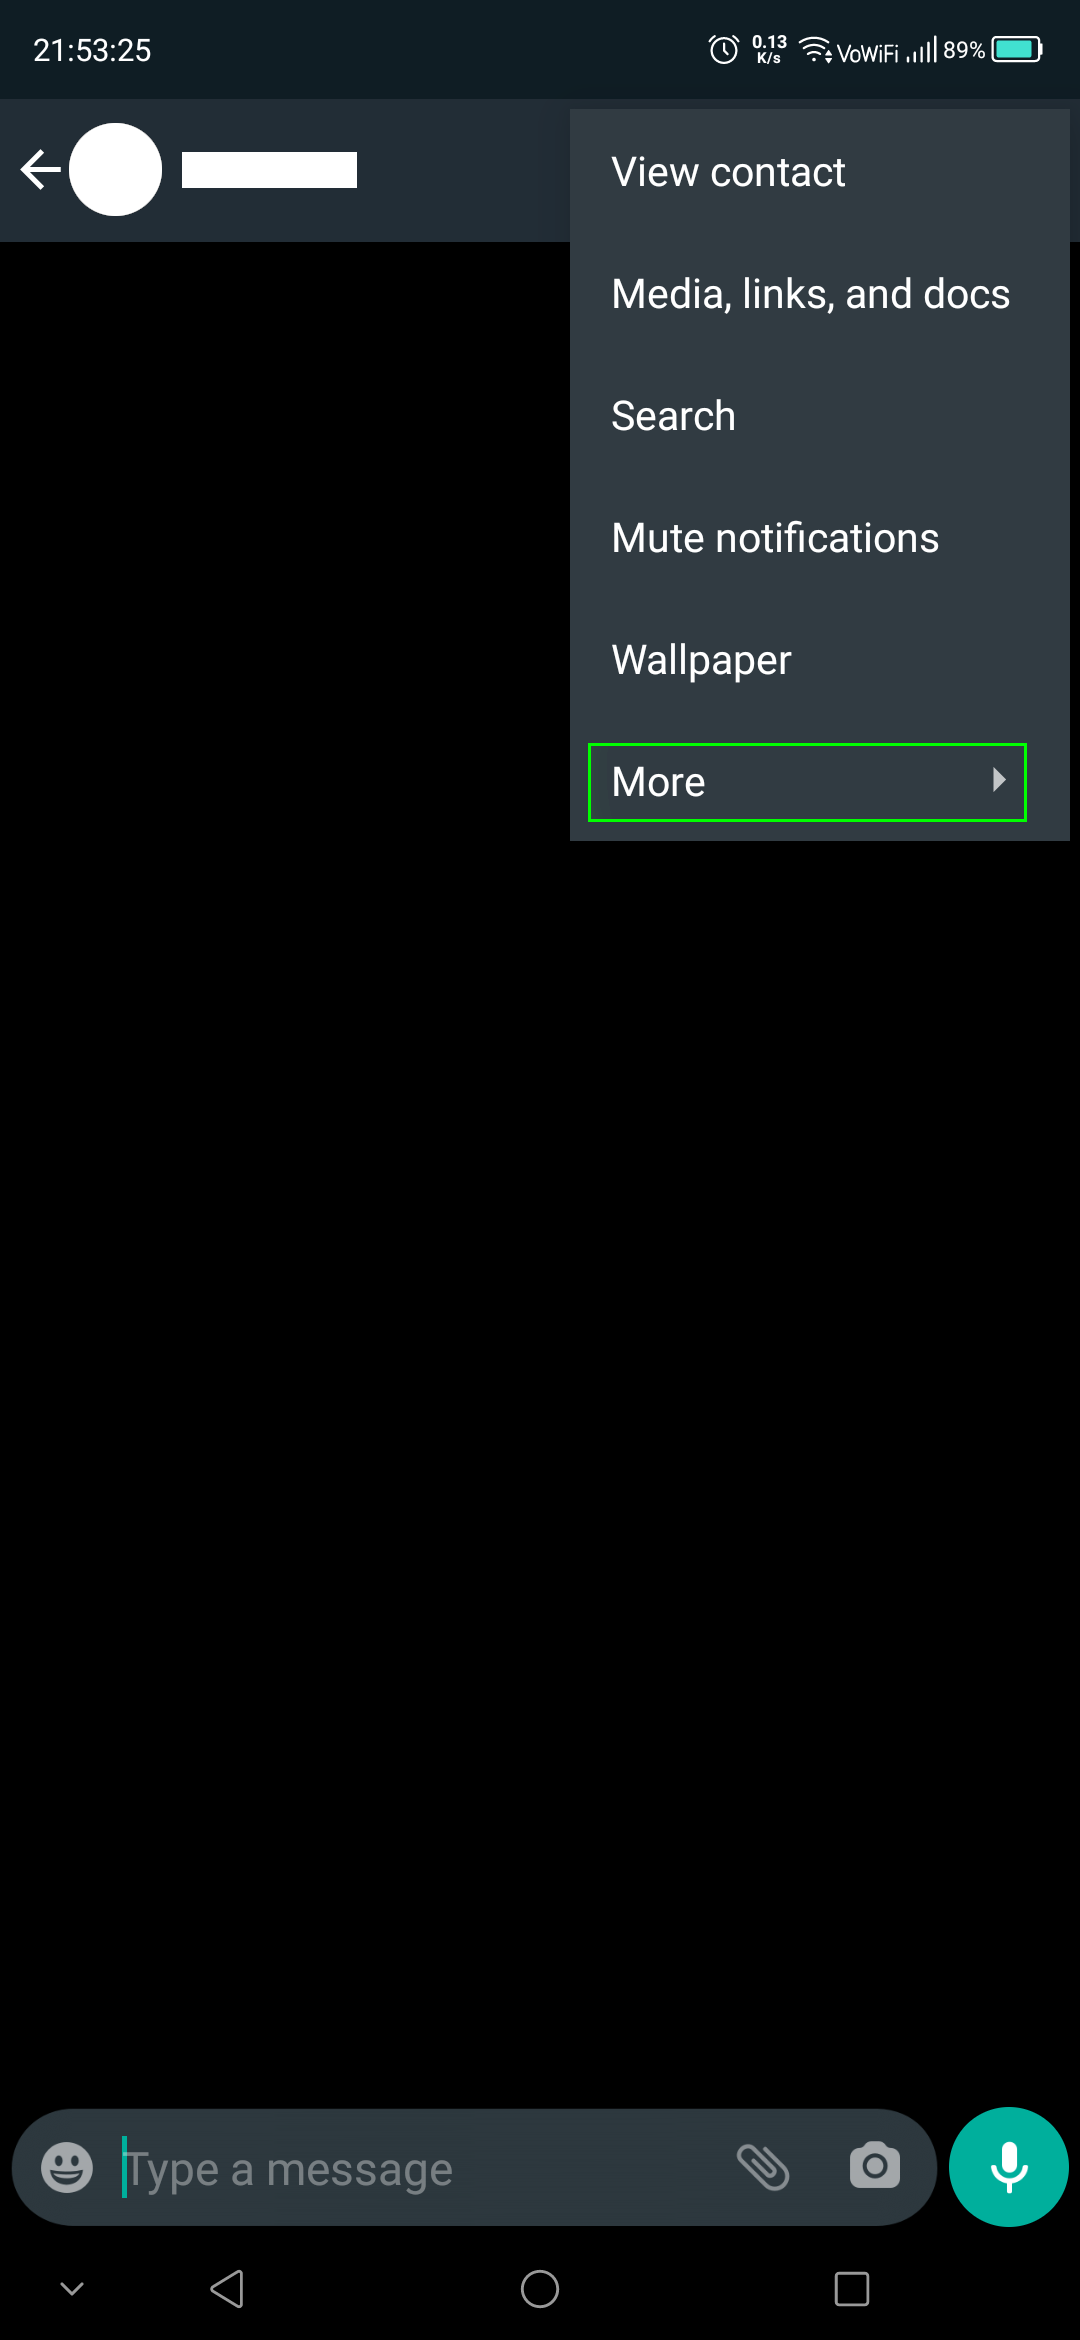 21:53:25
0.13
K/s
VoWiFi
89%
View contact
Media, links, and docs
Search
Mute notifications
Wallpaper
More
Type a message